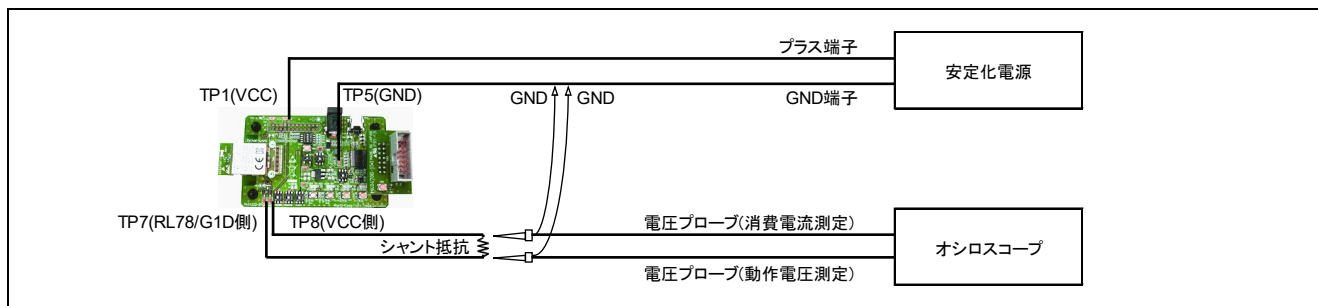 プラス端子
安定化電源
TP1(VCC)
TP5(GND)
GND
GND
GND端子
TP7(RL78/G1D側)
TP8(VCC側)
シャント抵抗
電圧プローブ(消費電流測定)
オシロスコープ
電圧プローブ(動作電圧測定)